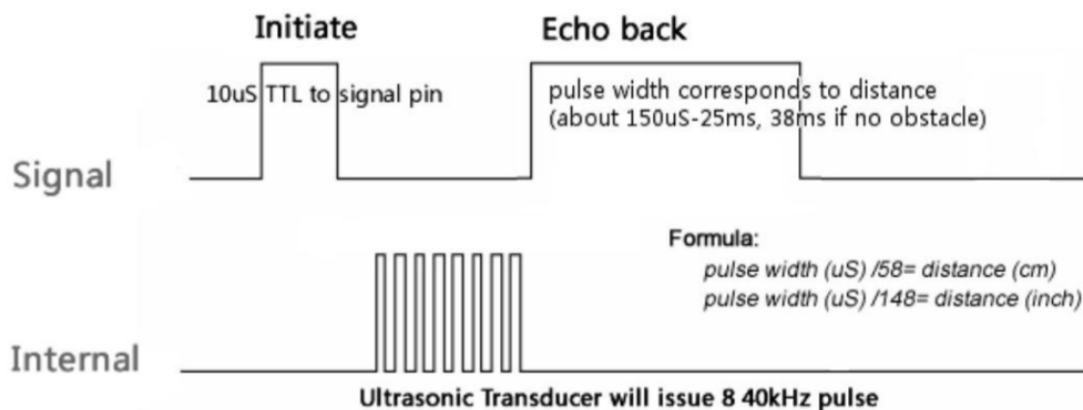 Initiate
Echo back
10uS TTL to signal pin
pulse width corresponds to distance
(about 150uS-25ms, 38ms if no obstacle)
Signal
Formula:
pulse width (uS) /58= distance (cm)
pulse width (uS) /148= distance (inch)
Internal
Ultrasonic Transducer will issue 8 40kHz pulse